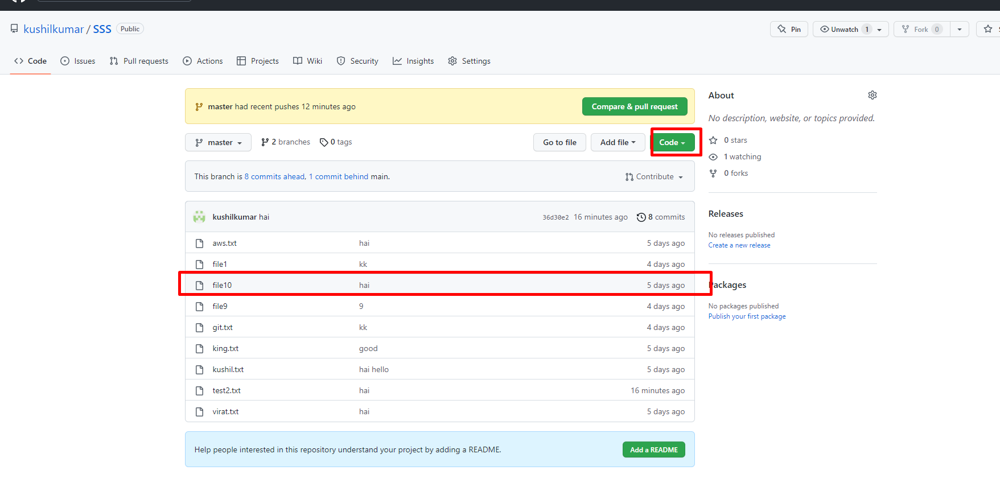 kushilkumar / SSS Public
Pin Unwatch 1 Fork 0
Code Issues Pull requests Actions Projects Wiki Security Insights Settings
master had recent pushes 12 minutes ago Compare & pull request
master 2 branches 0 tags Go to file Add file Code
This branch is 8 commits ahead, 1 commit behind main. Contribute
kushilkumar hai 36d30e2 16 minutes ago 8 commits
aws.txt hai 5 days ago
file1 kk 4 days ago
file10 hai 5 days ago
file9 9 4 days ago
git.txt kk 4 days ago
king.txt good 5 days ago
kushil.txt hai hello 5 days ago
test2.txt hai 16 minutes ago
virat.txt hai 5 days ago
Help people interested in this repository understand your project by adding a README. Add a README
About
No description, website, or topics provided.
0 stars
1 watching
0 forks
Releases
No releases published
Create a new release
Packages
No packages published
Publish your first package